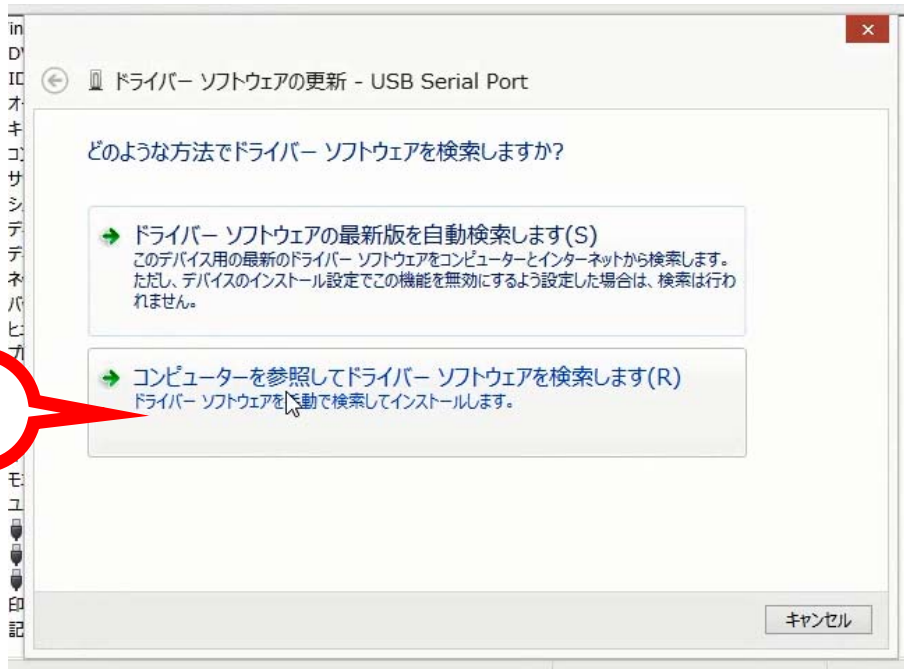 ドライバー ソフトウェアの更新 - USB Serial Port
どのような方法でドライバー ソフトウェアを検索しますか?
ドライバー ソフトウェアの最新版を自動検索します(S)
このデバイス用の最新のドライバー ソフトウェアをコンピューターとインターネットから検索します。
ただし、デバイスのインストール設定でこの機能を無効にするよう設定した場合は、検索は行わ
れません。
コンピューターを参照してドライバー ソフトウェアを検索します(R)
ドライバー ソフトウェアを手動で検索してインストールします。
キャンセル